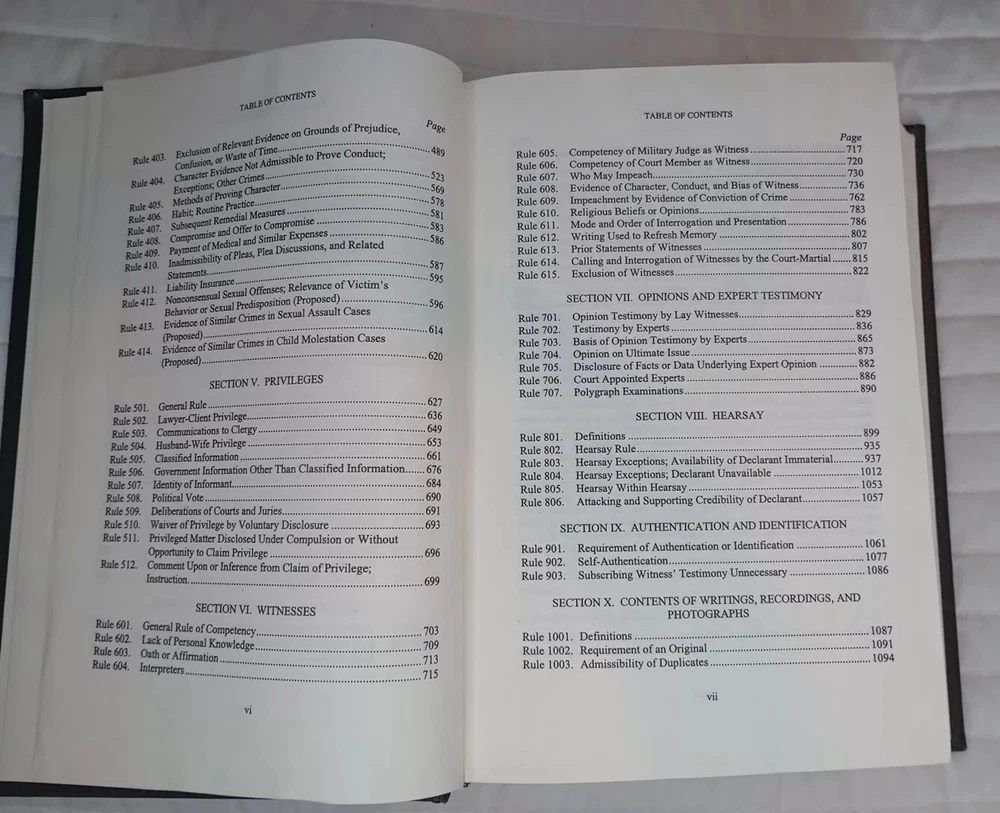 TABLE OF CONTENTS
Page
Rule 403. Exclusion of Relevant Evidence on Grounds of Prejudice,
Confusion, or Waste of Time 489
Rule 404. Character Evidence Not Admissible to Prove Conduct;
Exceptions; Other Crimes 523
Rule 405. Methods of Proving Character 569
Rule 406. Habit; Routine Practice 578
Rule 407. Subsequent Remedial Measures 581
Rule 408. Compromise and Offer to Compromise 583
Rule 409. Payment of Medical and Similar Expenses 586
Rule 410. Inadmissibility of Pleas, Plea Discussions, and Related
Statements 587
Rule 411. Liability Insurance 595
Rule 412. Nonconsensual Sexual Offenses; Relevance of Victim's
Behavior or Sexual Predisposition (Proposed) 596
Rule 413. Evidence of Similar Crimes in Sexual Assault Cases
(Proposed) 614
Rule 414. Evidence of Similar Crimes in Child Molestation Cases
(Proposed) 620
SECTION V. PRIVILEGES
Rule 501. General Rule 627
Rule 502. Lawyer-Client Privilege 636
Rule 503. Communications to Clergy 649
Rule 504. Husband-Wife Privilege 653
Rule 505. Classified Information 661
Rule 506. Government Information Other Than Classified Information 676
Rule 507. Identity of Informant 684
Rule 508. Political Vote 690
Rule 509. Deliberations of Courts and Juries 691
Rule 510. Waiver of Privilege by Voluntary Disclosure 693
Rule 511. Privileged Matter Disclosed Under Compulsion or Without
Opportunity to Claim Privilege 696
Rule 512. Comment Upon or Inference from Claim of Privilege;
Instruction 699
SECTION VI. WITNESSES
Rule 601. General Rule of Competency 703
Rule 602. Lack of Personal Knowledge 709
Rule 603. Oath or Affirmation 713
Rule 604. Interpreters 715
vi
TABLE OF CONTENTS
Page
Rule 605. Competency of Military Judge as Witness 717
Rule 606. Competency of Court Member as Witness 720
Rule 607. Who May Impeach 730
Rule 608. Evidence of Character, Conduct, and Bias of Witness 736
Rule 609. Impeachment by Evidence of Conviction of Crime 762
Rule 610. Religious Beliefs or Opinions 783
Rule 611. Mode and Order of Interrogation and Presentation 786
Rule 612. Writing Used to Refresh Memory 802
Rule 613. Prior Statements of Witnesses 807
Rule 614. Calling and Interrogation of Witnesses by the Court-Martial 815
Rule 615. Exclusion of Witnesses 822
SECTION VII. OPINIONS AND EXPERT TESTIMONY
Rule 701. Opinion Testimony by Lay Witnesses 829
Rule 702. Testimony by Experts 836
Rule 703. Basis of Opinion Testimony by Experts 865
Rule 704. Opinion on Ultimate Issue 873
Rule 705. Disclosure of Facts or Data Underlying Expert Opinion 882
Rule 706. Court Appointed Experts 886
Rule 707. Polygraph Examinations 890
SECTION VIII. HEARSAY
Rule 801. Definitions 899
Rule 802. Hearsay Rule 935
Rule 803. Hearsay Exceptions; Availability of Declarant Immaterial 937
Rule 804. Hearsay Exceptions; Declarant Unavailable 1012
Rule 805. Hearsay Within Hearsay 1053
Rule 806. Attacking and Supporting Credibility of Declarant 1057
SECTION IX. AUTHENTICATION AND IDENTIFICATION
Rule 901. Requirement of Authentication or Identification 1061
Rule 902. Self-Authentication 1077
Rule 903. Subscribing Witness' Testimony Unnecessary 1086
SECTION X. CONTENTS OF WRITINGS, RECORDINGS, AND
PHOTOGRAPHS
Rule 1001. Definitions 1087
Rule 1002. Requirement of an Original 1091
Rule 1003. Admissibility of Duplicates 1094
vii